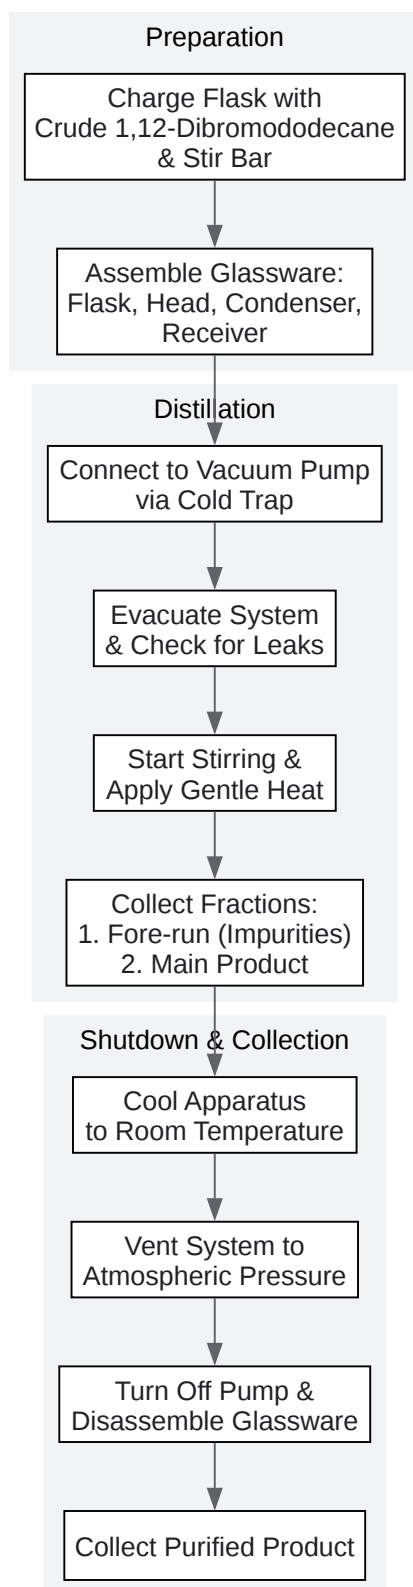 Preparation
Charge Flask with
Crude 1,12-Dibromododecane
& Stir Bar
Assemble Glassware:
Flask, Head, Condenser,
Receiver
Distillation
Connect to Vacuum Pump
via Cold Trap
Evacuate System
& Check for Leaks
Start Stirring &
Apply Gentle Heat
Collect Fractions:
1. Fore-run (Impurities)
2. Main Product
Shutdown & Collection
Cool Apparatus
to Room Temperature
Vent System to
Atmospheric Pressure
Turn Off Pump &
Disassemble Glassware
Collect Purified Product